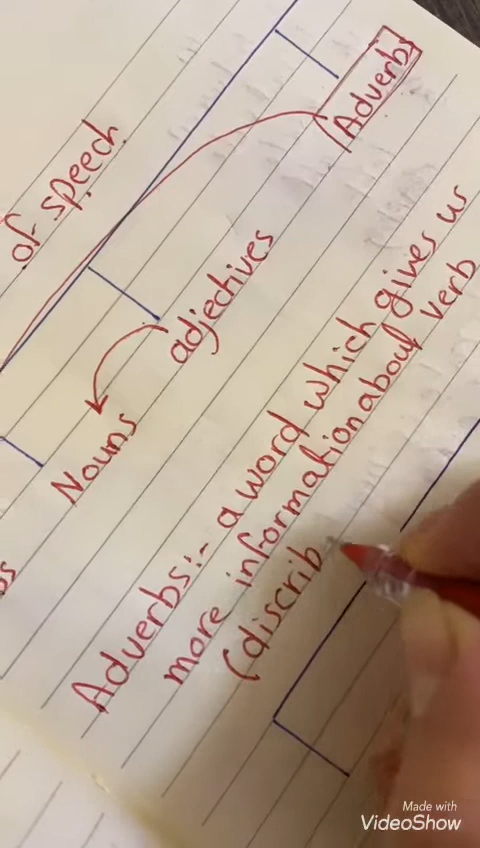 of speech
Adverbs
adjectives
Nouns
Adverbs:- a word which gives us
more information about verb
(discrib
Made with
VideoShow